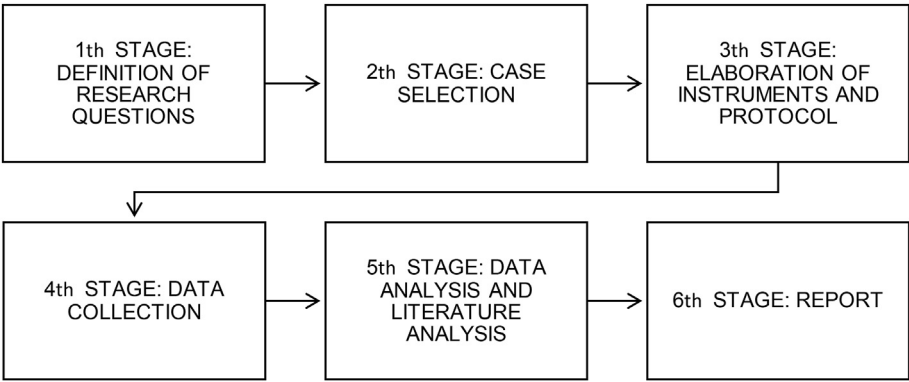 1th STAGE:
DEFINITION OF
RESEARCH
QUESTIONS
2th STAGE: CASE
SELECTION
3th STAGE:
ELABORATION OF
INSTRUMENTS AND
PROTOCOL
4th STAGE: DATA
COLLECTION
5th STAGE: DATA
ANALYSIS AND
LITERATURE
ANALYSIS
6th STAGE: REPORT